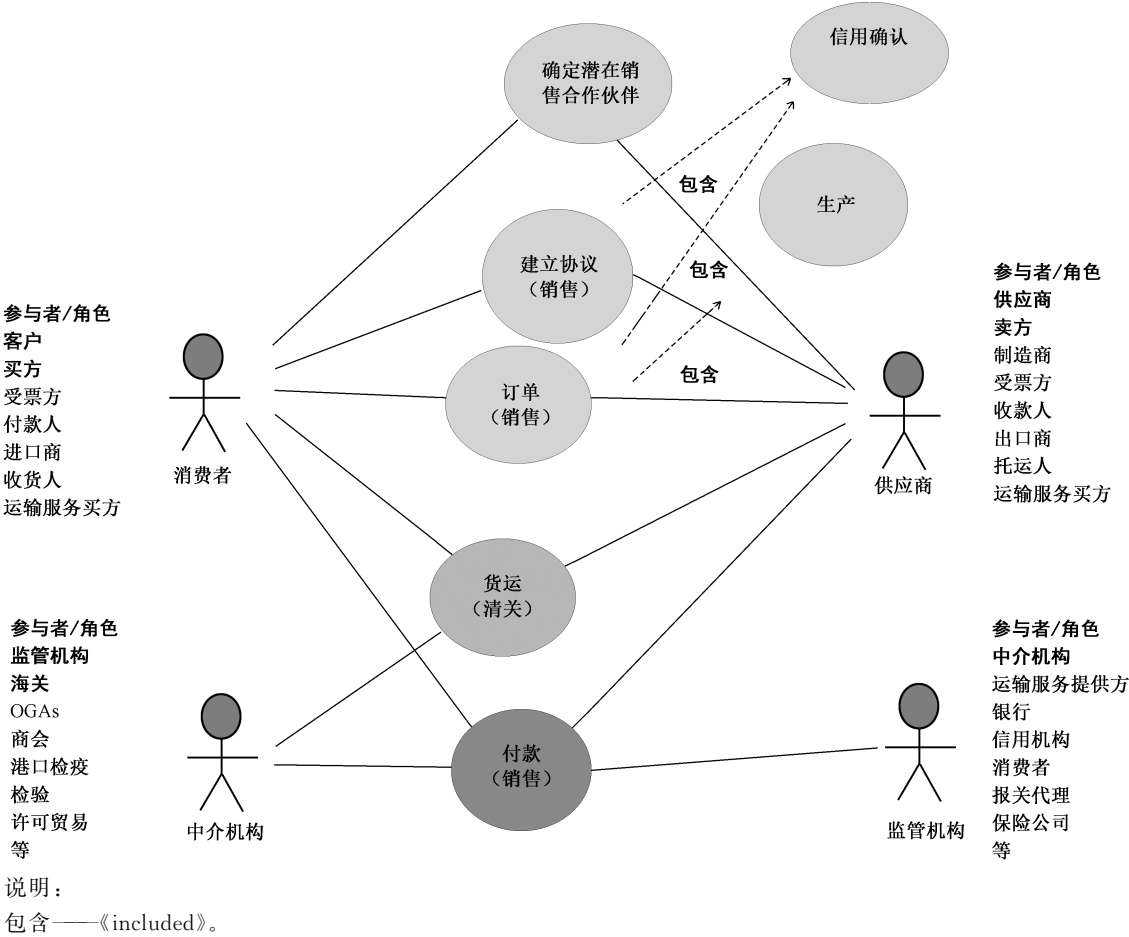 信用确认
确定潜在销
售合作伙伴
包含
生产
建立协议
（销售）
包含
参与者/角色
客户
买方
受票方
付款人
进口商
收货人
运输服务买方
消费者
包含
订单
（销售）
参与者/角色
供应商
卖方
制造商
受票方
收款人
出口商
托运人
运输服务买方
供应商
货运
（清关）
参与者/角色
监管机构
海关
OGAs
商会
港口检疫
检验
许可贸易
等
中介机构
付款
（销售）
参与者/角色
中介机构
运输服务提供方
银行
信用机构
消费者
报关代理
保险公司
等
监管机构
说明：
包含——《included》。